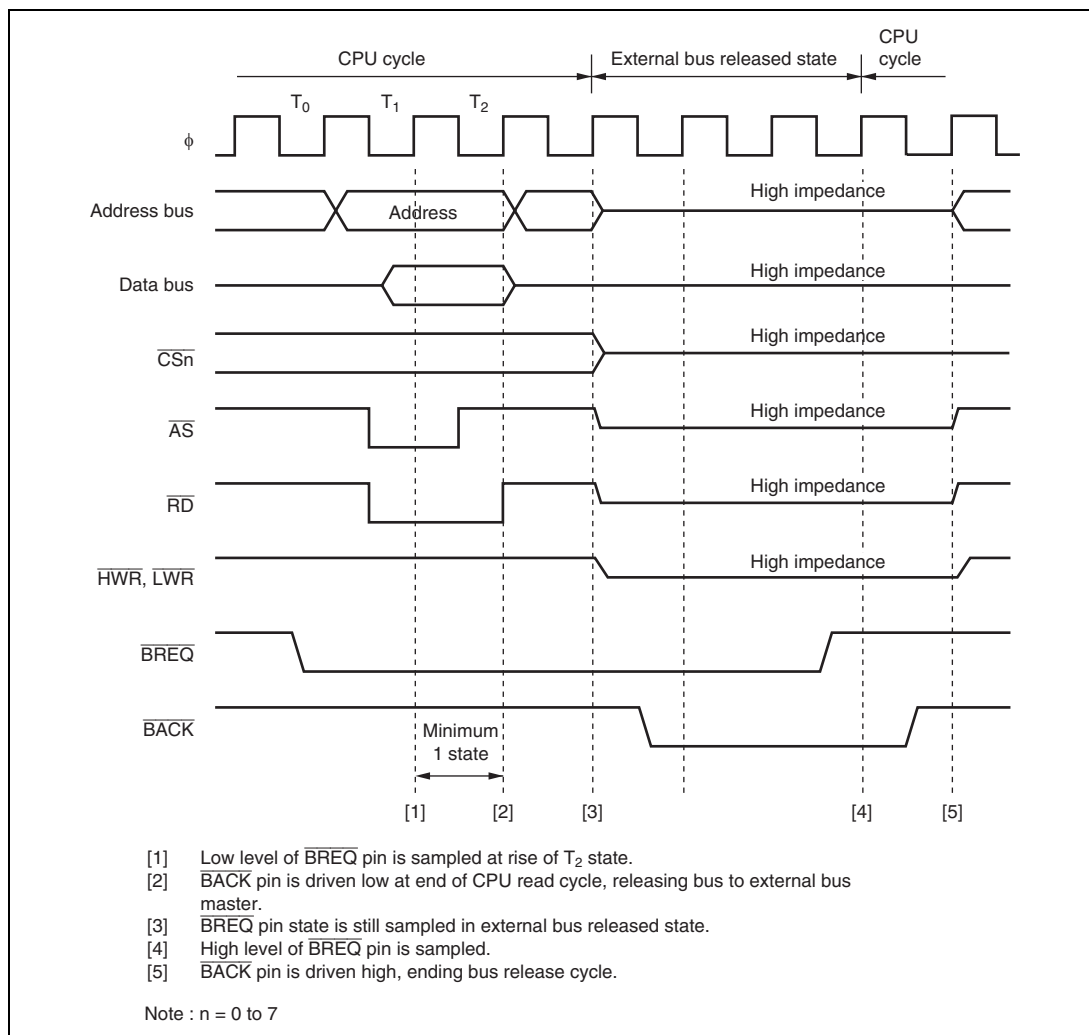 CPU cycle
External bus released state
CPU cycle
T0 T1 T2
ϕ
Address bus
Address
High impedance
Data bus
High impedance
CSn
High impedance
AS
High impedance
RD
High impedance
HWR, LWR
High impedance
BREQ
BACK
Minimum
1 state
[1] [2] [3] [4] [5]
[1] Low level of BREQ pin is sampled at rise of T2 state.
[2] BACK pin is driven low at end of CPU read cycle, releasing bus to external bus
master.
[3] BREQ pin state is still sampled in external bus released state.
[4] High level of BREQ pin is sampled.
[5] BACK pin is driven high, ending bus release cycle.
Note : n = 0 to 7